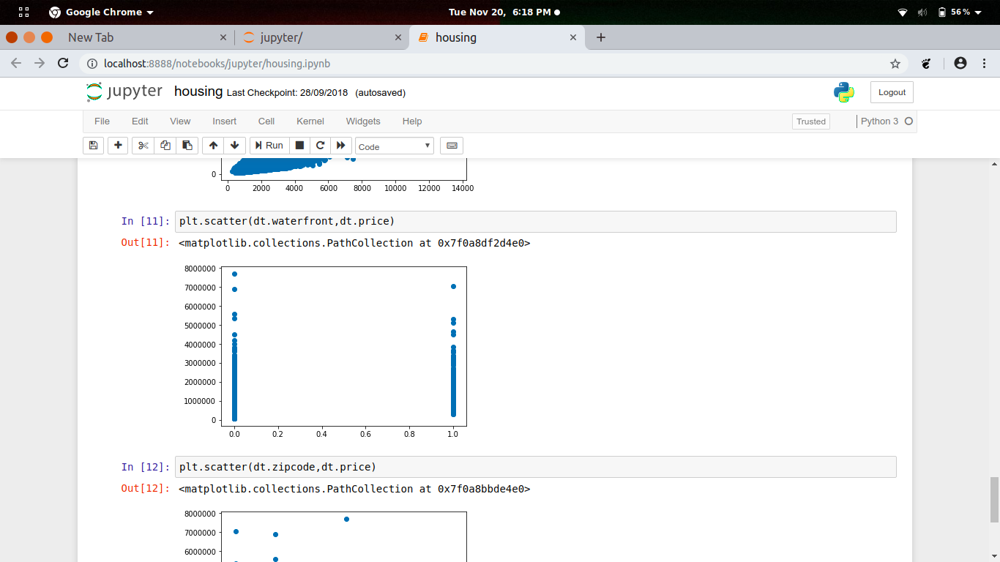 Google Chrome
Tue Nov 20, 6:18 PM
56 %
New Tab
jupyter/
housing
localhost:8888/notebooks/jupyter/housing.ipynb
jupyter housing Last Checkpoint: 28/09/2018 (autosaved)
Logout
File Edit View Insert Cell Kernel Widgets Help
Trusted
Python 3
Run
Code
0
0 2000 4000 6000 8000 10000 12000 14000
In [11]: plt.scatter(dt.waterfront,dt.price)
Out[11]: <matplotlib.collections.PathCollection at 0x7f0a8df2d4e0>
8000000
7000000
6000000
5000000
4000000
3000000
2000000
1000000
0
0.0 0.2 0.4 0.6 0.8 1.0
In [12]: plt.scatter(dt.zipcode,dt.price)
Out[12]: <matplotlib.collections.PathCollection at 0x7f0a8bbde4e0>
8000000
7000000
6000000